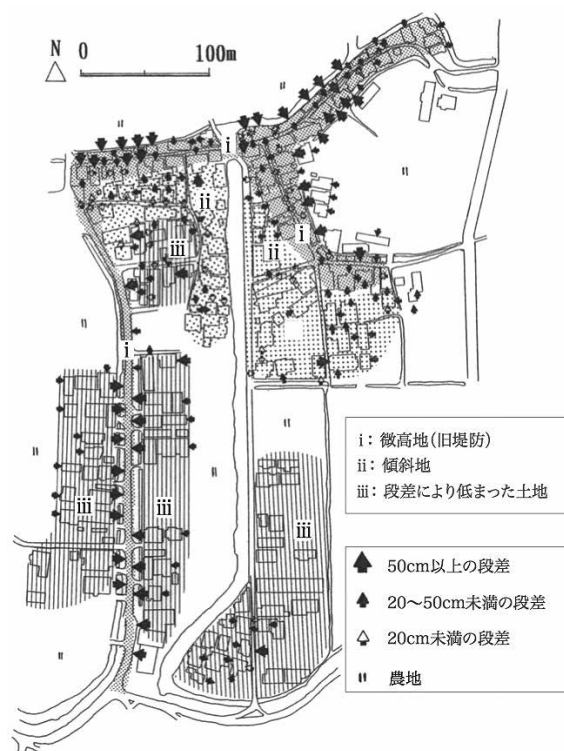 N
0 100m
i
ii
ii
i
iii
i
iii
iii
iii
i：微高地(旧堤防)
ii：傾斜地
iii：段差により低まった土地
50cm以上の段差
20〜50cm未満の段差
20cm未満の段差
農地